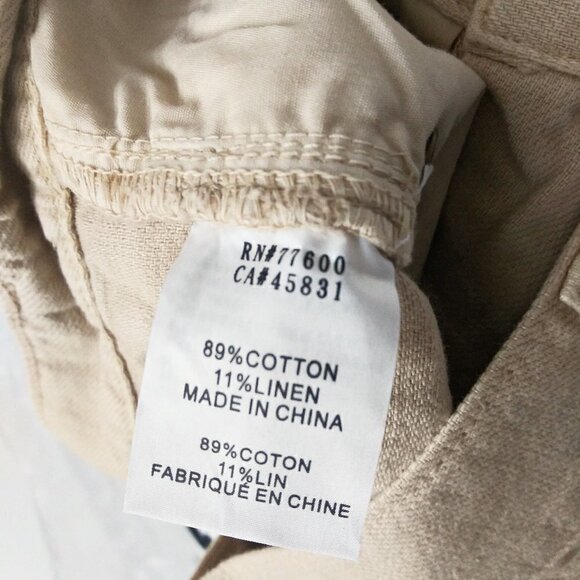 RN#77600
CA#45831
89%COTTON
11%LINEN
MADE IN CHINA
89%COTON
11%LIN
FABRIQUÉ EN CHINE